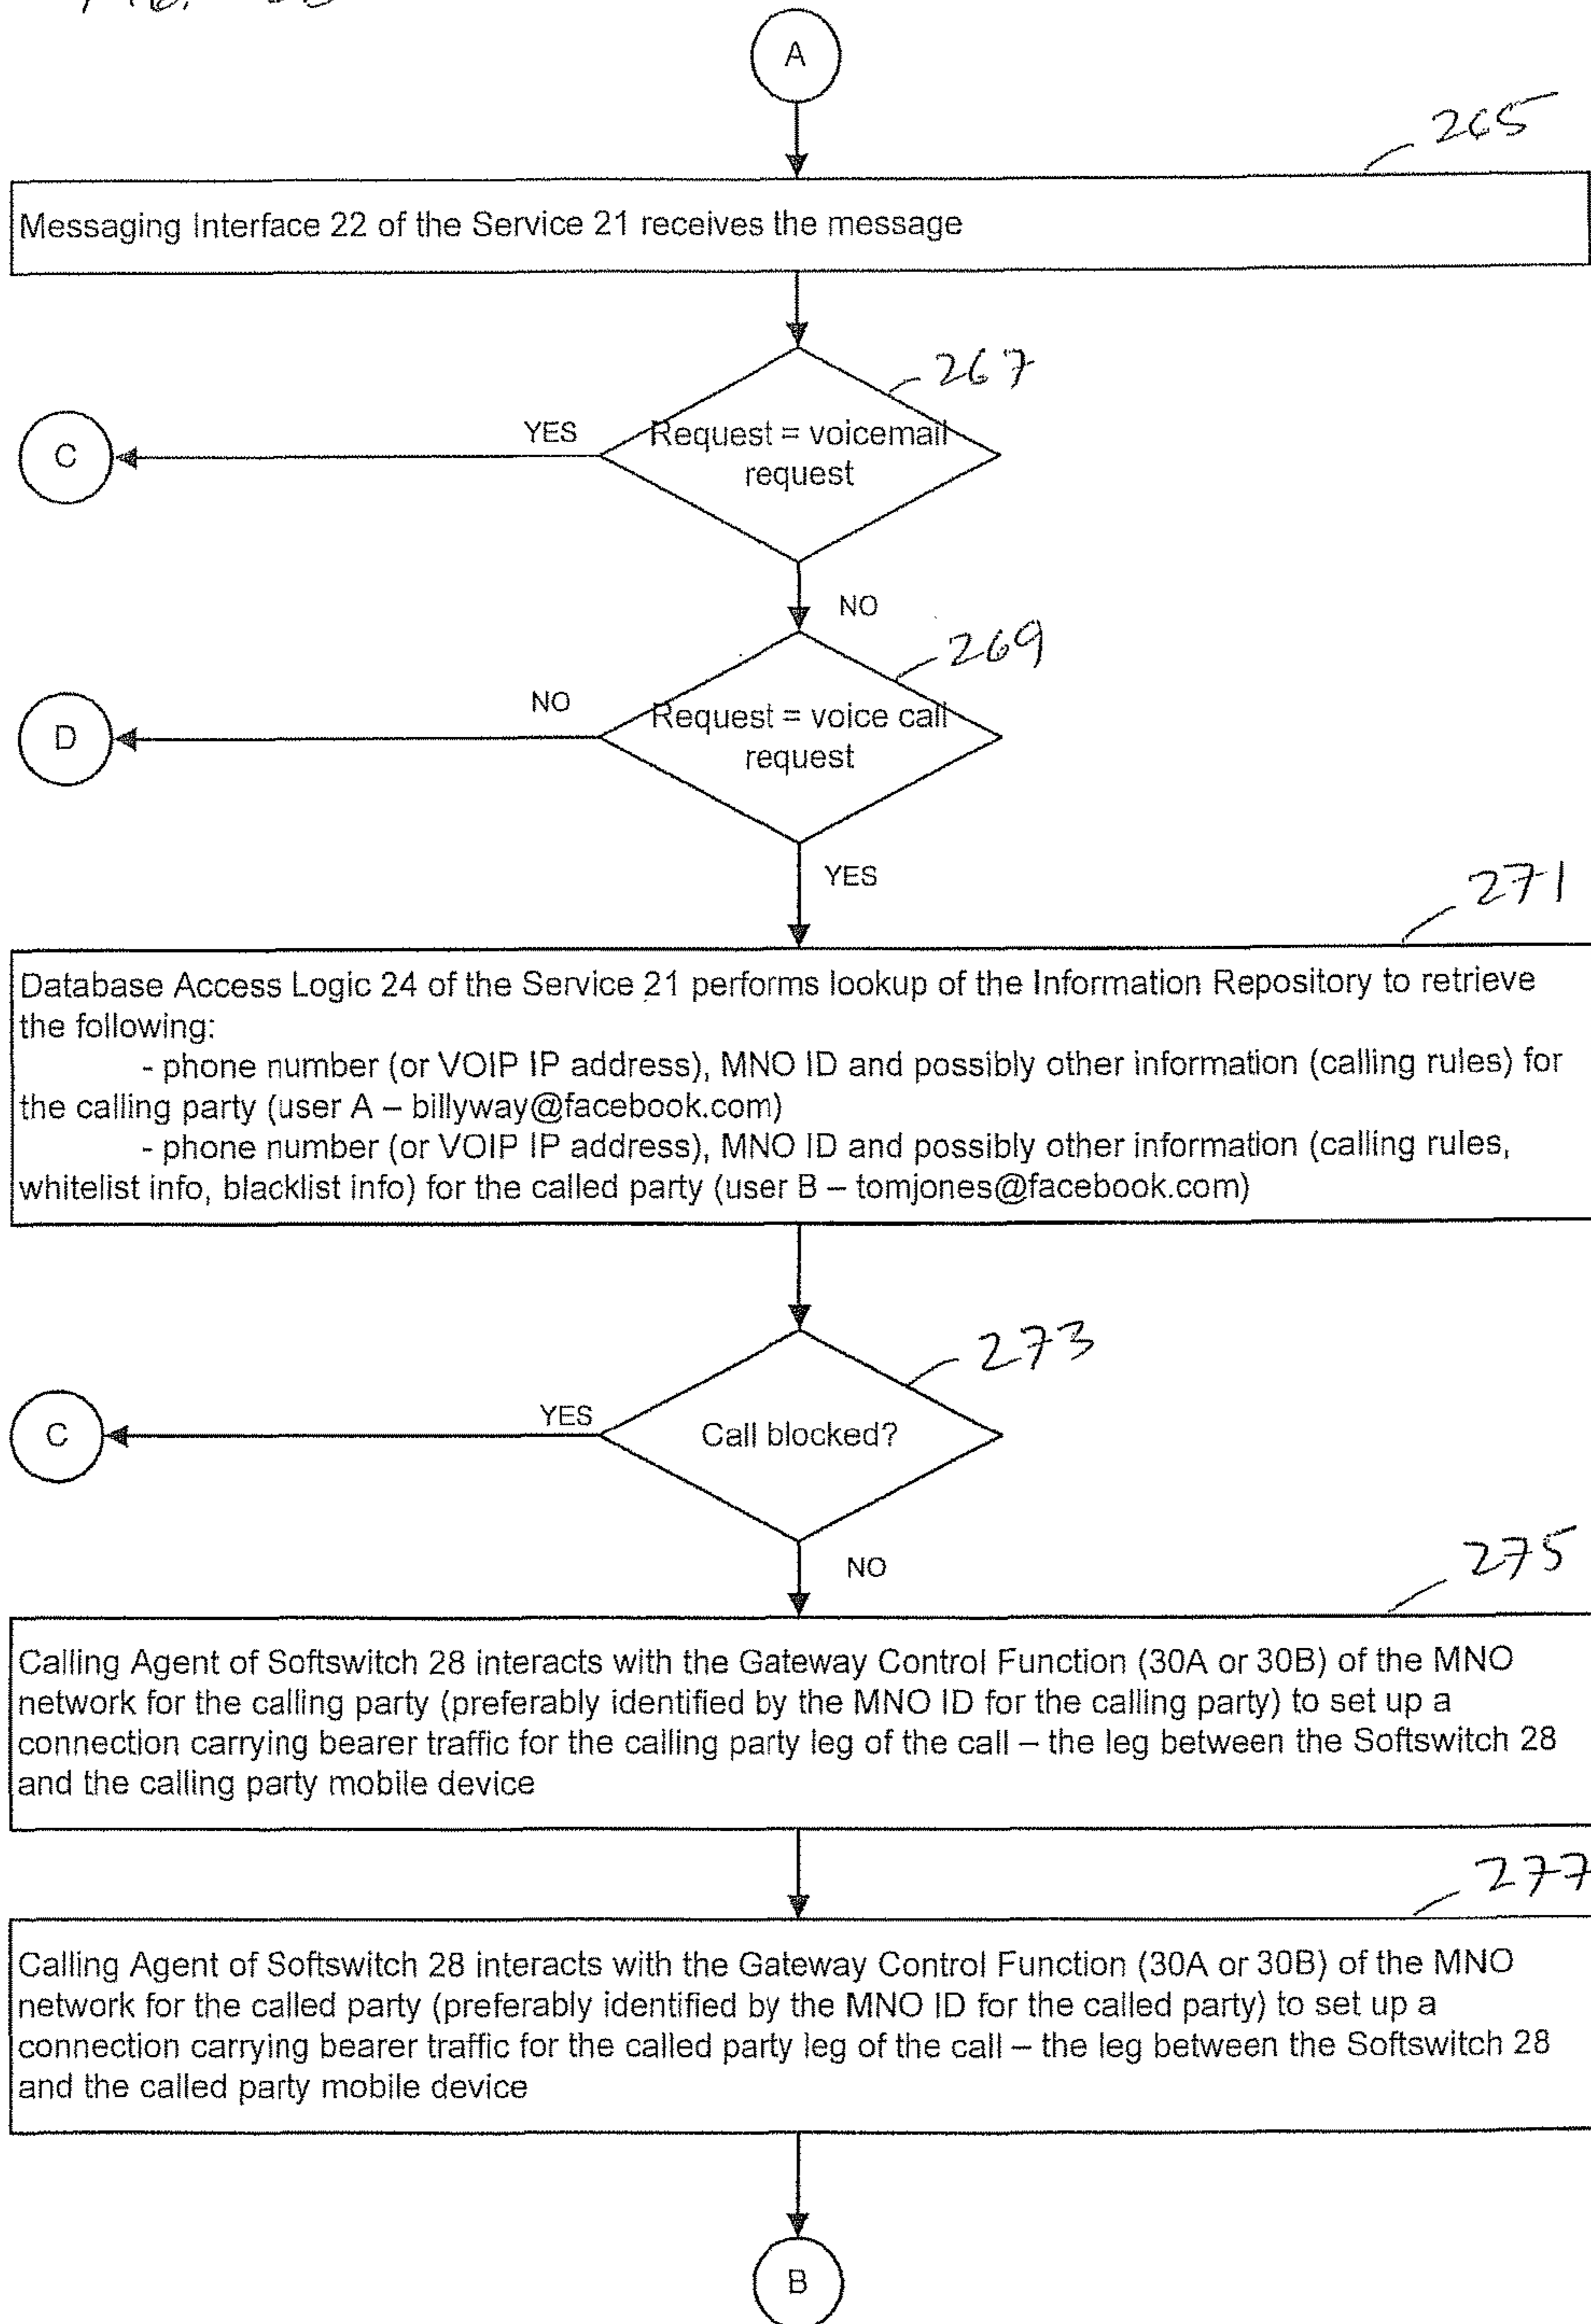 A
265
Messaging Interface 22 of the Service 21 receives the message
267
YES
Request = voicemail
request
C
NO
269
NO
Request = voice call
request
D
YES
271
Database Access Logic 24 of the Service 21 performs lookup of the Information Repository to retrieve
the following:
- phone number (or VOIP IP address), MNO ID and possibly other information (calling rules) for
the calling party (user A – billyway@facebook.com)
- phone number (or VOIP IP address), MNO ID and possibly other information (calling rules,
whitelist info, blacklist info) for the called party (user B – tomjones@facebook.com)
273
YES
Call blocked?
C
NO
275
Calling Agent of Softswitch 28 interacts with the Gateway Control Function (30A or 30B) of the MNO
network for the calling party (preferably identified by the MNO ID for the calling party) to set up a
connection carrying bearer traffic for the calling party leg of the call – the leg between the Softswitch 28
and the calling party mobile device
277
Calling Agent of Softswitch 28 interacts with the Gateway Control Function (30A or 30B) of the MNO
network for the called party (preferably identified by the MNO ID for the called party) to set up a
connection carrying bearer traffic for the called party leg of the call – the leg between the Softswitch 28
and the called party mobile device
B